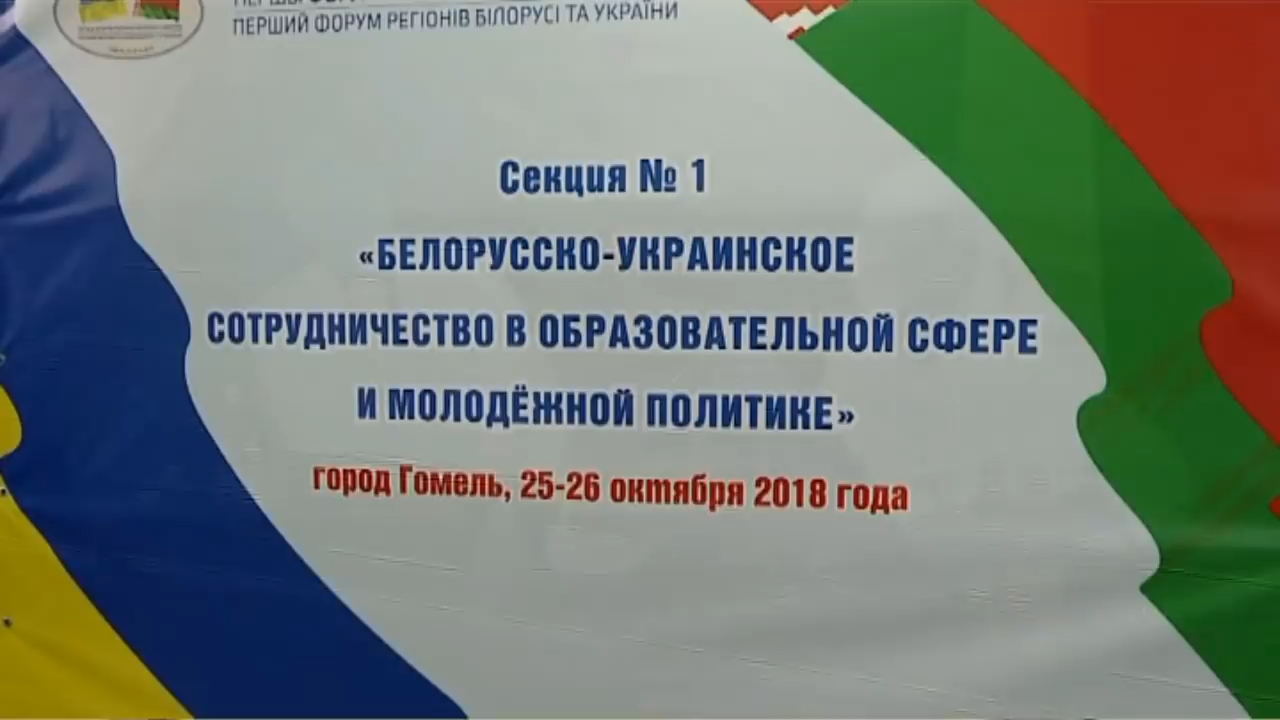 ПЕРШИЙ ФОРУМ РЕГІОНІВ БІЛОРУСІ ТА УКРАЇНИ
Секция № 1
«БЕЛОРУССКО-УКРАИНСКОЕ
СОТРУДНИЧЕСТВО В ОБРАЗОВАТЕЛЬНОЙ СФЕРЕ
И МОЛОДЁЖНОЙ ПОЛИТИКЕ»
город Гомель, 25-26 октября 2018 года